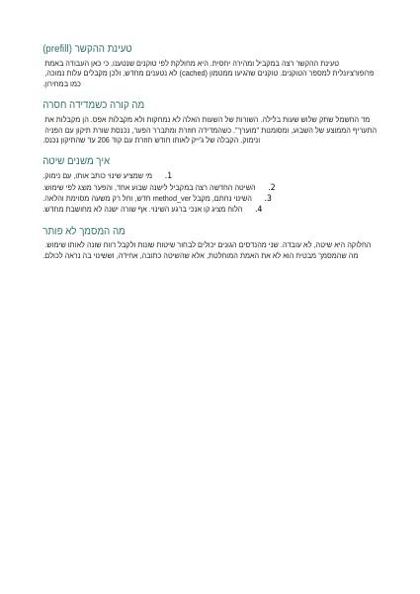 טעינת ההקשר (prefill)
טעינת ההקשר רצה במקביל ומהירה יחסית. היא מחולקת לפי טוקנים שנטענו, כי כאן העבודה באמת
פרופורציונלית למספר הטוקנים. טוקנים שהגיעו ממטמון (cached) לא נטענים מחדש, ולכן מקבלים עלות נמוכה,
כמו במחירון.
מה קורה כשמדידה חסרה
מד החשמל שתק שלוש שעות בלילה. השורות של השעות האלה לא נמחקות ולא מקבלות אפס. הן מקבלות את
התעריף הממוצע של השבוע, ומסומנות "מוערך". כשהמדידה חוזרת ומתברר הפער, נכנסת שורת תיקון עם הפניה
ונימוק. הקבלה של ג'ייק לאותו חודש חוזרת עם קוד 206 עד שהתיקון נכנס.
איך משנים שיטה
1. מי שמציע שינוי כותב אותו, עם נימוק.
2. השיטה החדשה רצה במקביל לישנה שבוע אחד, והפער מוצג לפי שימוש.
3. השינוי נחתם, מקבל method_ver חדש, וחל רק משעה מסוימת והלאה.
4. הלוח מציג קו אנכי ברגע השינוי. אף שורה ישנה לא מחושבת מחדש.
מה המסמך לא פותר
החלוקה היא שיטה, לא עובדה. שני מהנדסים הגונים יכולים לבחור שיטות שונות ולקבל רווח שונה לאותו שימוש.
מה שהמסמך מבטיח הוא לא את האמת המוחלטת, אלא שהשיטה כתובה, אחידה, וששינוי בה נראה לכולם.